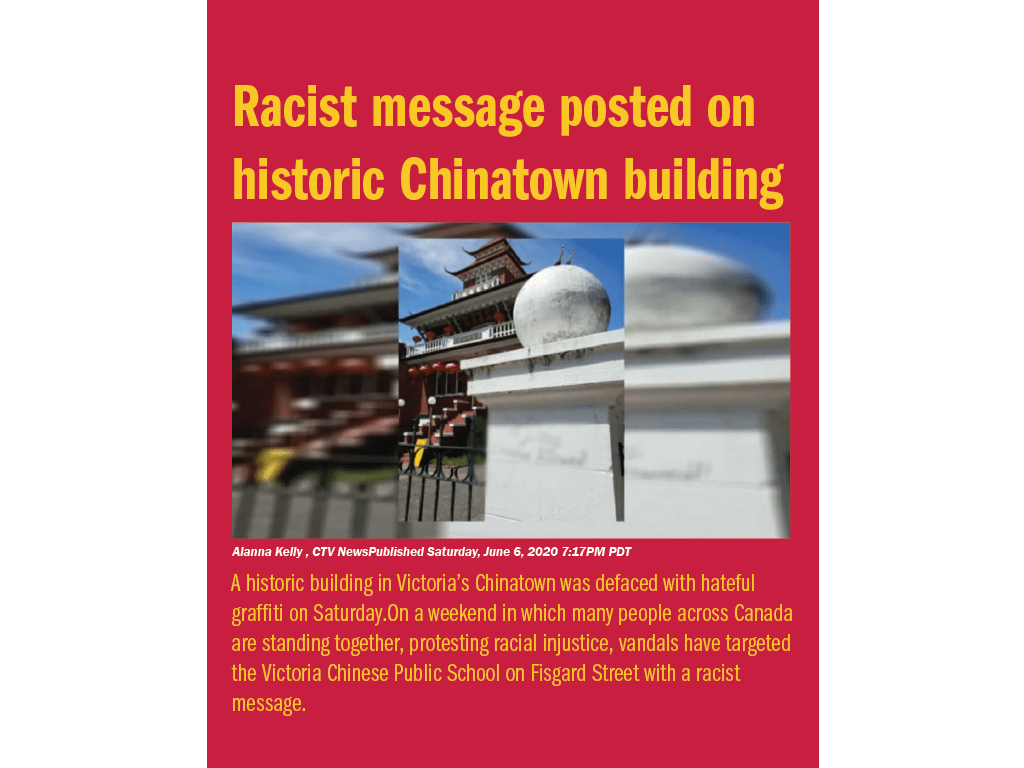 Racist message posted on
historic Chinatown building
Alanna Kelly , CTV NewsPublished Saturday, June 6, 2020 7:17PM PDT
A historic building in Victoria’s Chinatown was defaced with hateful
graffiti on Saturday.On a weekend in which many people across Canada
are standing together, protesting racial injustice, vandals have targeted
the Victoria Chinese Public School on Fisgard Street with a racist
message.